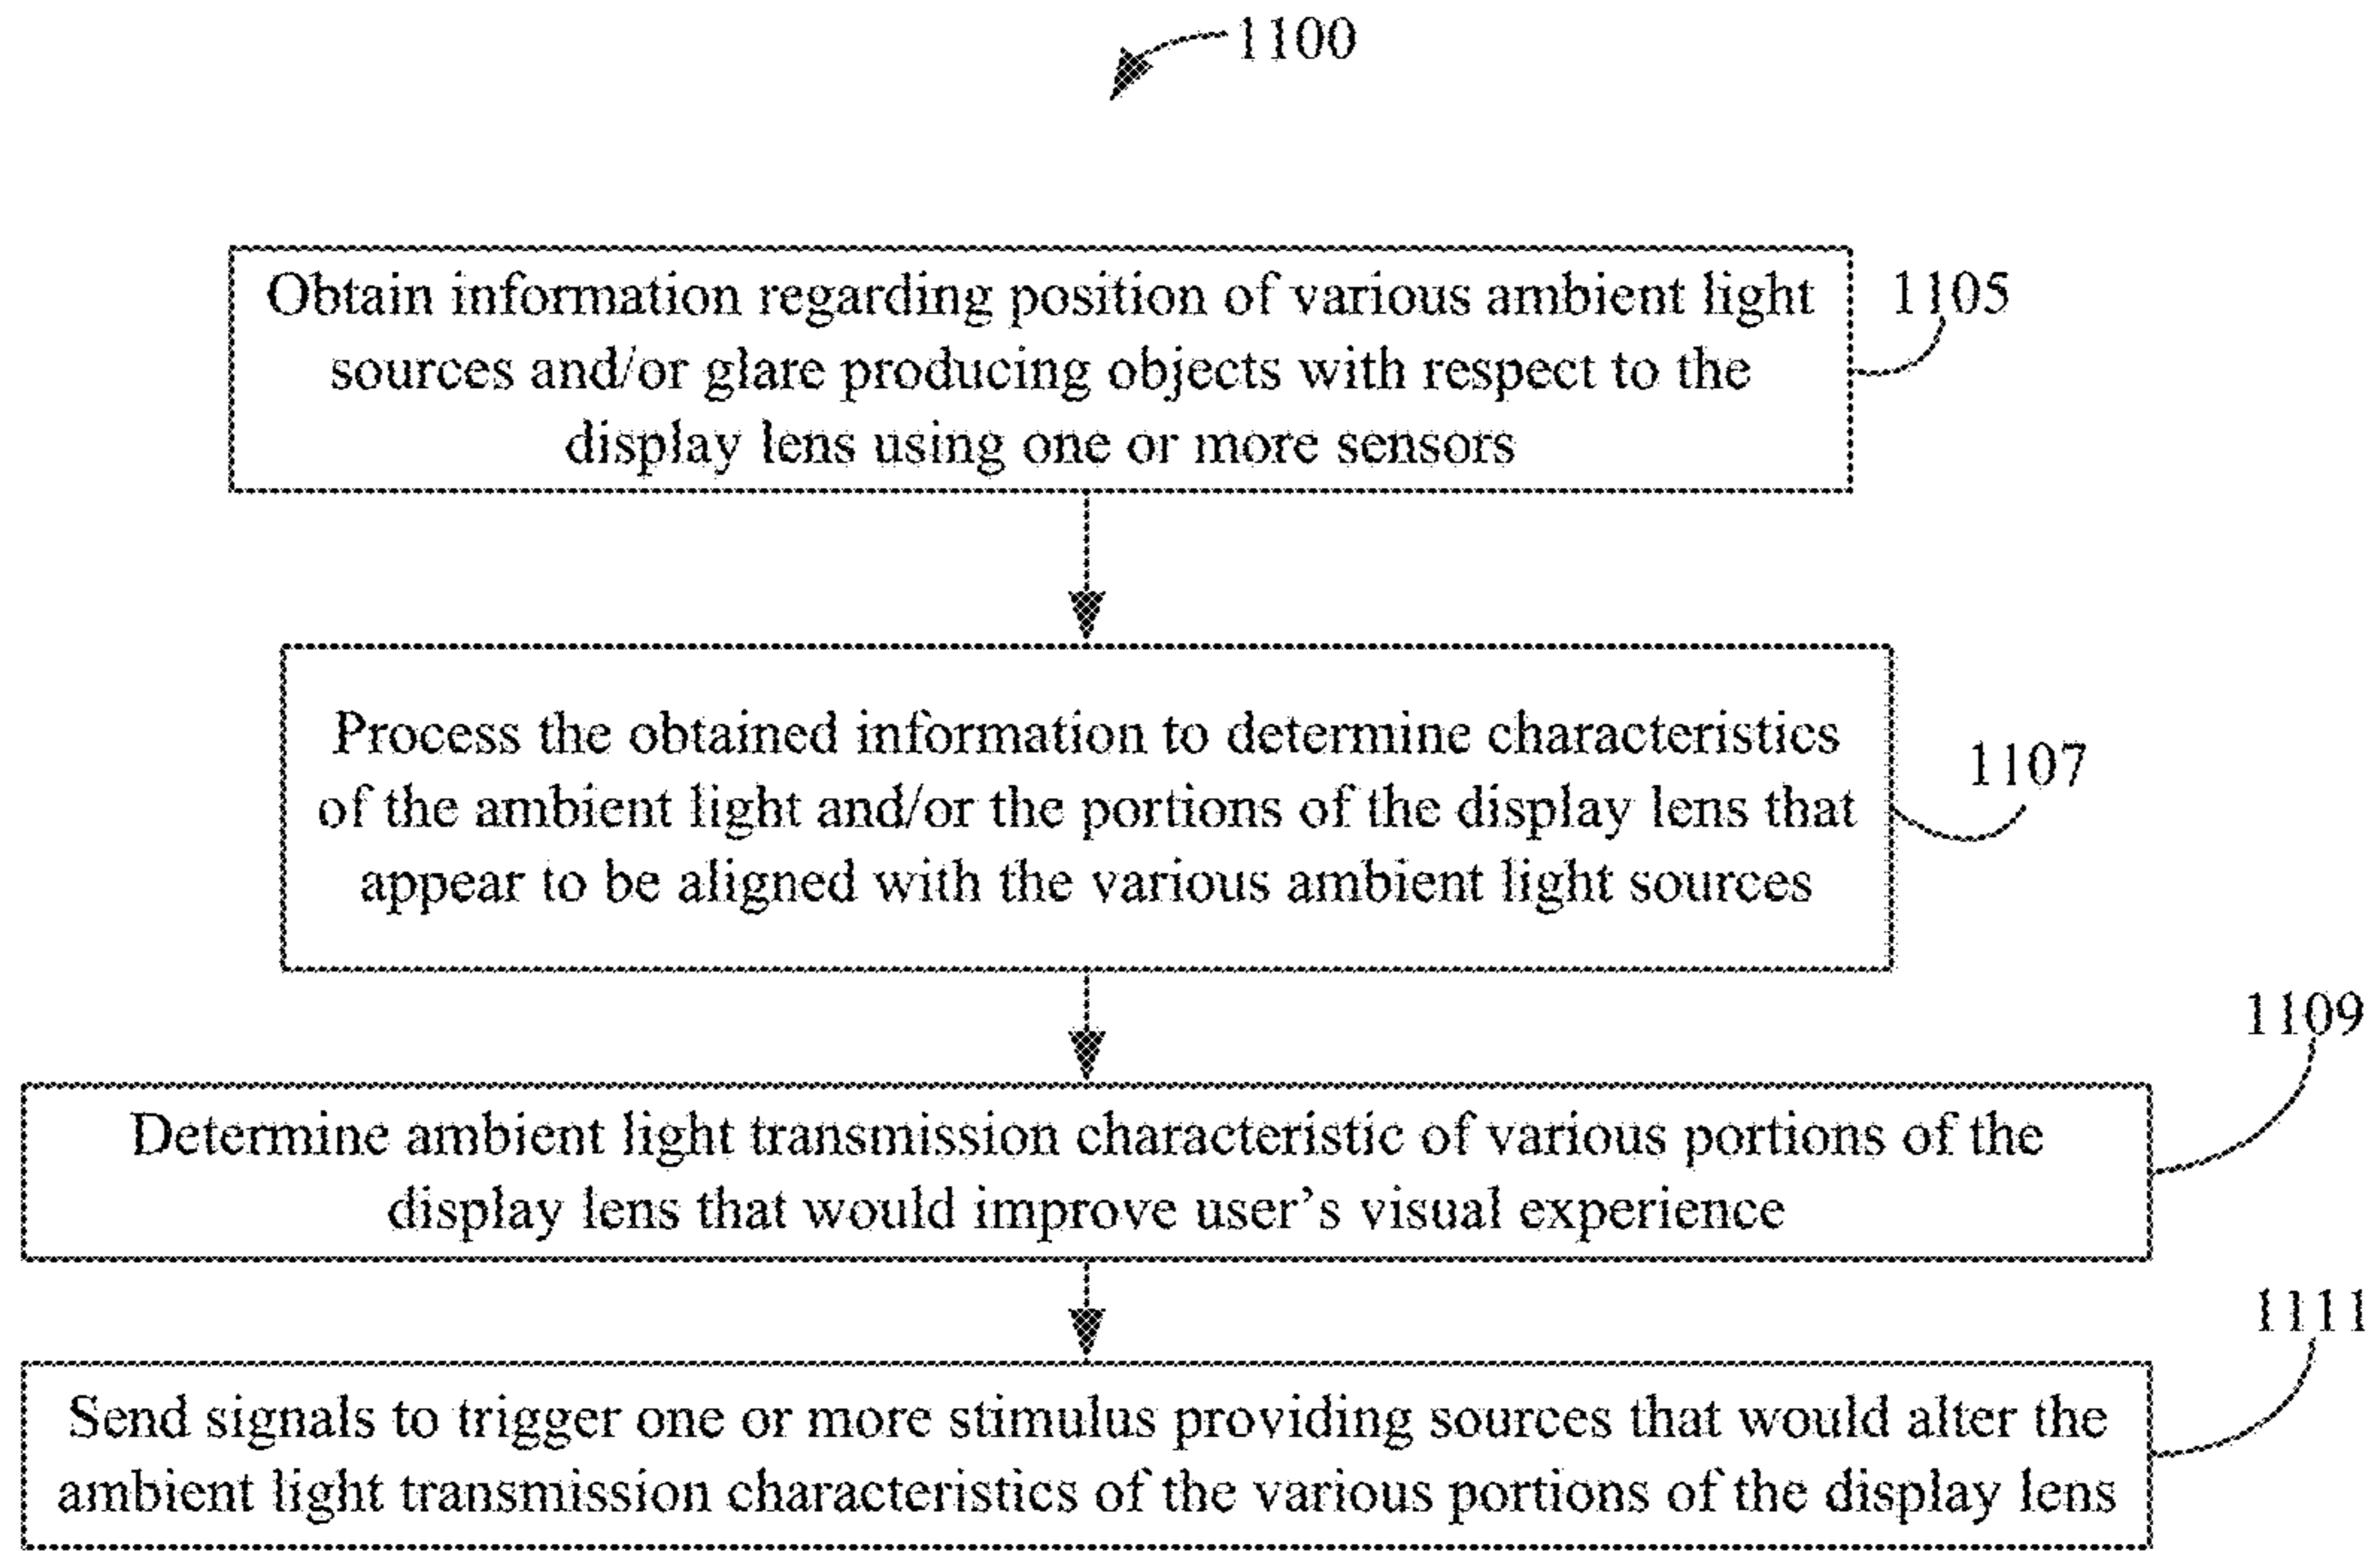 1100
Obtain information regarding position of various ambient light
sources and/or glare producing objects with respect to the
display lens using one or more sensors
1105
Process the obtained information to determine characteristics
of the ambient light and/or the portions of the display lens that
appear to be aligned with the various ambient light sources
1107
Determine ambient light transmission characteristic of various portions of the
display lens that would improve user’s visual experience
1109
Send signals to trigger one or more stimulus providing sources that would alter the
ambient light transmission characteristics of the various portions of the display lens
1111